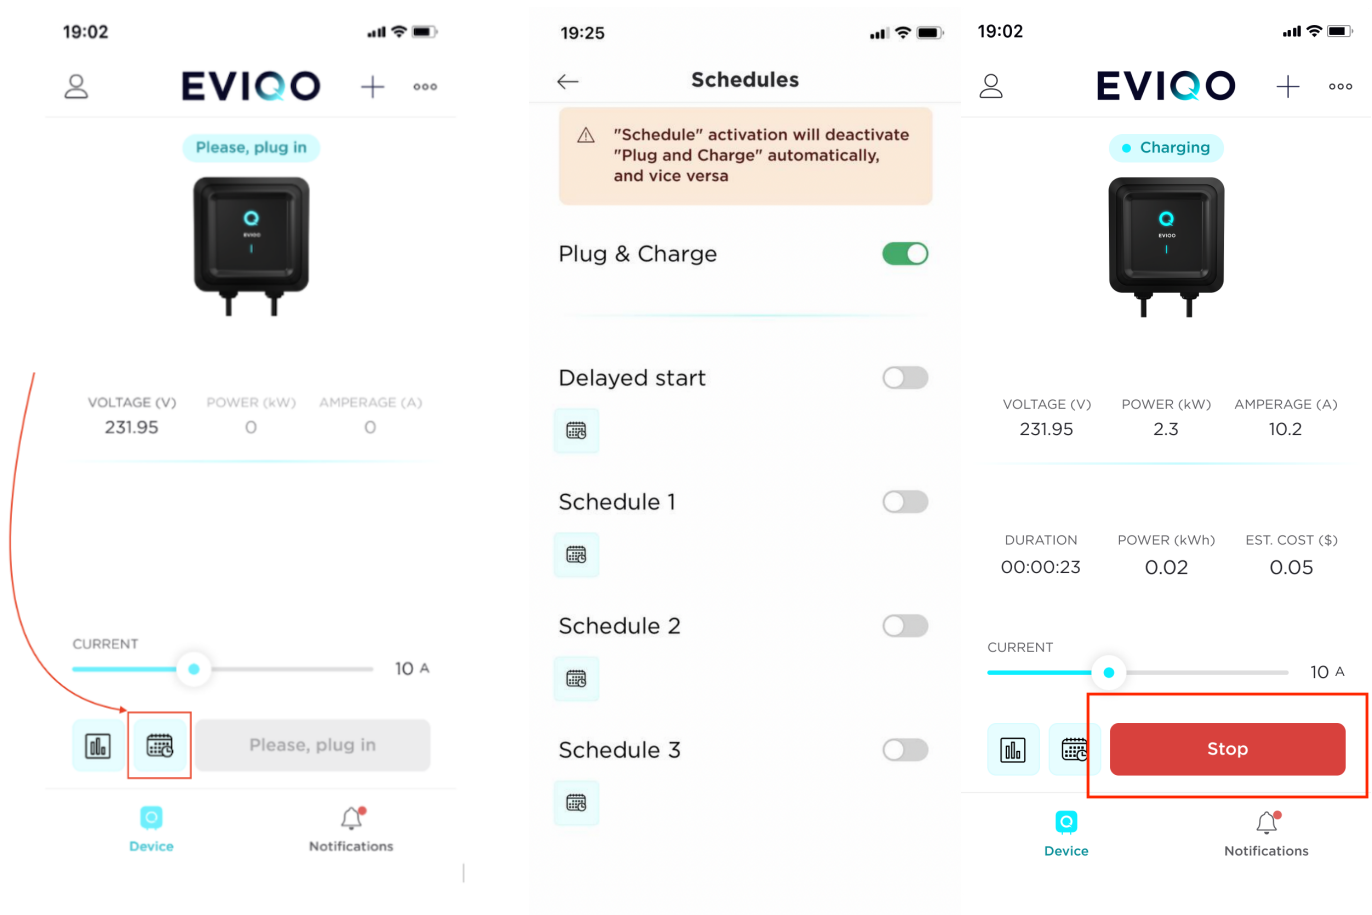 19:02
EVIQO
Please, plug in
EVIQO
VOLTAGE (V) POWER (kW) AMPERAGE (A)
231.95 0 0
CURRENT
10 A
Please, plug in
Device
Notifications
19:25
Schedules
"Schedule" activation will deactivate
"Plug and Charge" automatically,
and vice versa
Plug & Charge
Delayed start
Schedule 1
Schedule 2
Schedule 3
19:02
EVIQO
Charging
EVIQO
VOLTAGE (V) POWER (kW) AMPERAGE (A)
231.95 2.3 10.2
DURATION POWER (kWh) EST. COST ($)
00:00:23 0.02 0.05
CURRENT
10 A
Stop
Device
Notifications